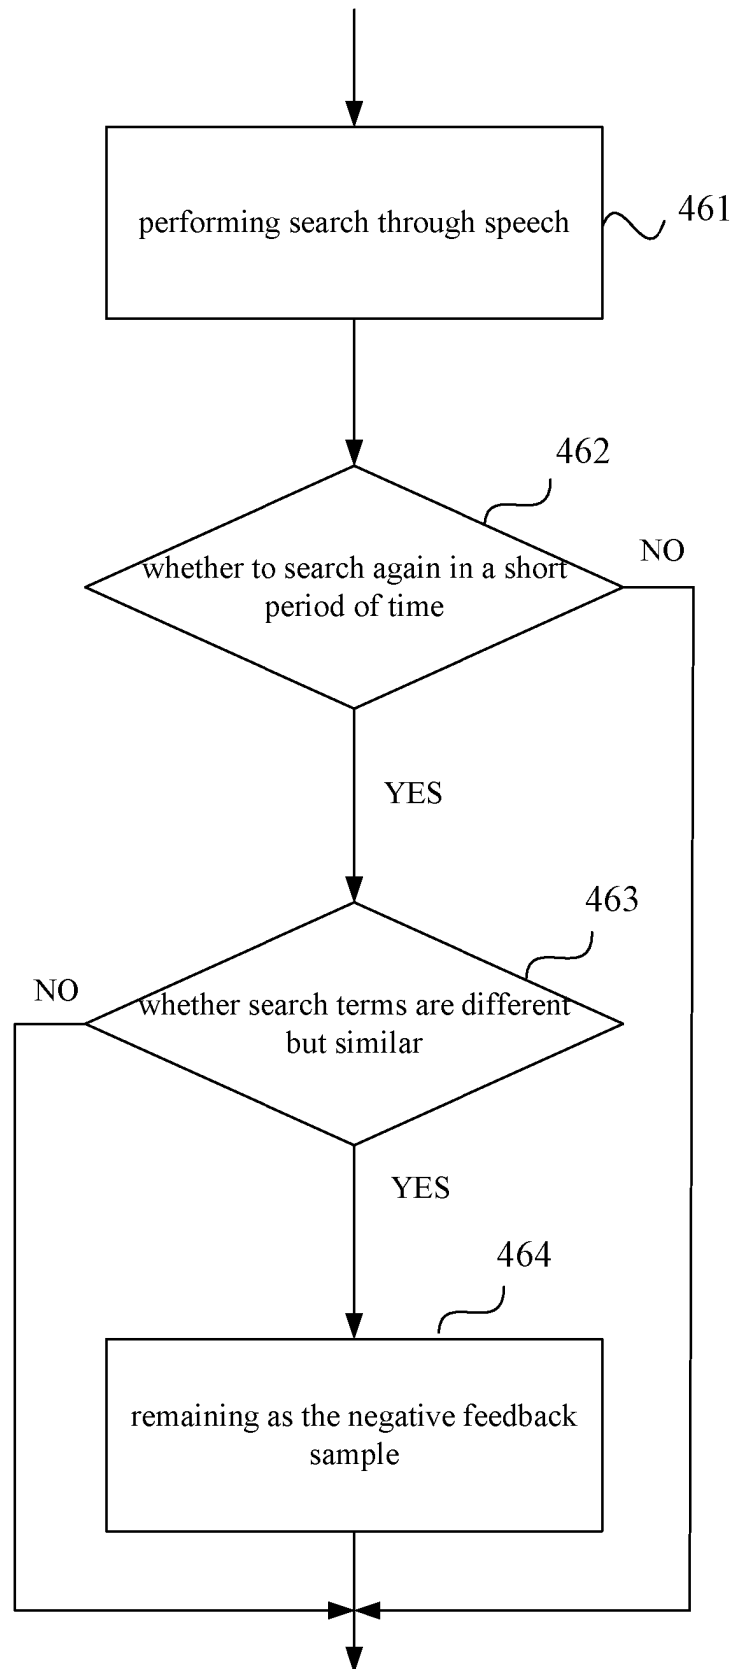 performing search through speech
461
462
NO
whether to search again in a short
period of time
YES
463
NO
whether search terms are different
but similar
YES
464
remaining as the negative feedback
sample